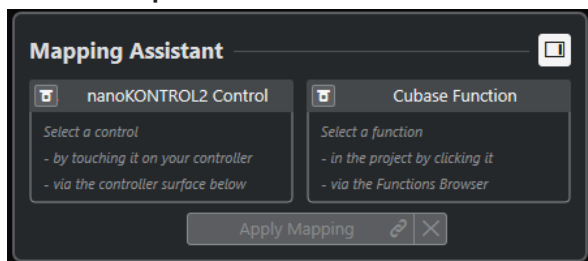 Mapping Assistant
nanoKONTROL2 Control
Cubase Function
Select a control
- by touching it on your controller
- via the controller surface below
Select a function
- in the project by clicking it
- via the Functions Browser
Apply Mapping